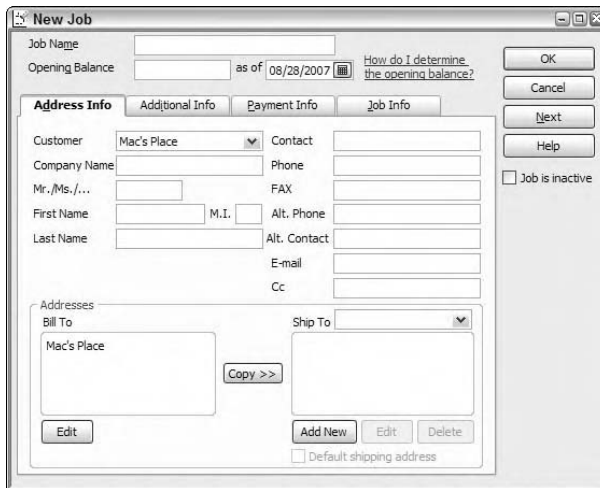 New Job
Job Name
Opening Balance as of 08/28/2007 How do I determine
the opening balance?
OK
Cancel
Next
Help
Job is inactive
Address Info Additional Info Payment Info Job Info
Customer Mac's Place Contact
Company Name Phone
Mr./Ms./... FAX
First Name M.I. Alt. Phone
Last Name Alt. Contact
E-mail
Cc
Addresses
Bill To Ship To
Mac's Place
Copy >>
Edit Add New Edit Delete
Default shipping address